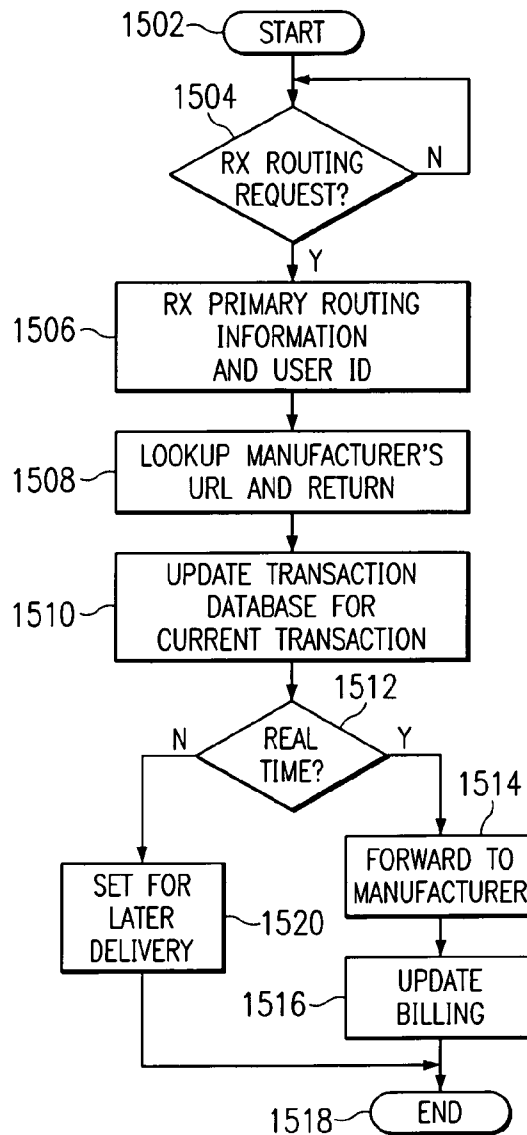 1502
START
1504
RX ROUTING
REQUEST?
N
Y
1506
RX PRIMARY ROUTING
INFORMATION
AND USER ID
1508
LOOKUP MANUFACTURER'S
URL AND RETURN
1510
UPDATE TRANSACTION
DATABASE FOR
CURRENT TRANSACTION
1512
N
REAL
TIME?
Y
1514
FORWARD TO
MANUFACTURER
SET FOR
LATER
DELIVERY
1520
1516
UPDATE
BILLING
1518
END